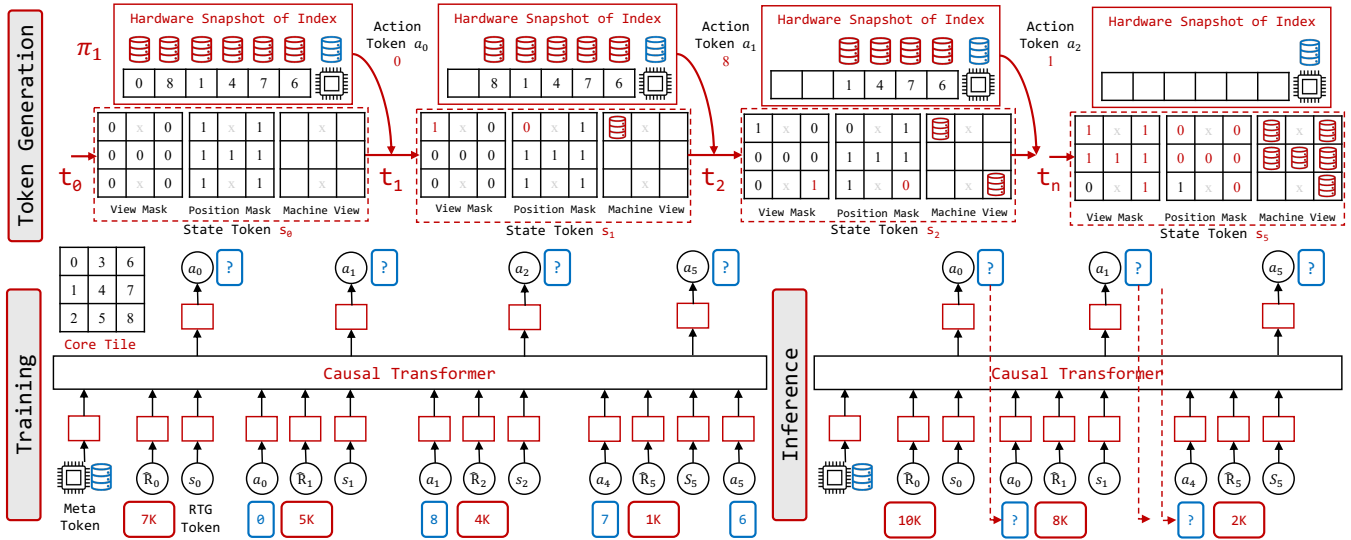 Token Generation
Hardware Snapshot of Index
π₁
0 8 1 4 7 6
Action
Token a₀
0
Hardware Snapshot of Index
8 1 4 7 6
Action
Token a₁
8
Hardware Snapshot of Index
1 4 7 6
Action
Token a₂
1
Hardware Snapshot of Index
t₀
0 x 0
0 0 0
0 x 0
View Mask
1 x 1
1 1 1
1 x 1
Position Mask
x
x
Machine View
State Token s₀
t₁
1 x 0
0 0 0
0 x 0
View Mask
0 x 1
1 1 1
1 x 1
Position Mask
x
x
Machine View
State Token s₁
t₂
1 x 0
0 0 0
0 x 1
View Mask
0 x 1
1 1 1
1 x 0
Position Mask
x
x
Machine View
State Token s₂
tₙ
1 x 1
1 1 1
0 x 1
View Mask
0 x 0
0 0 0
1 x 0
Position Mask
x
x
Machine View
State Token s₅
Training
0 3 6
1 4 7
2 5 8
Core Tile
a₀ ?
a₁ ?
a₂ ?
a₅ ?
Causal Transformer
R̂₀ s₀ a₀ R̂₁ s₁ a₁ R̂₂ s₂ a₄ R̂₅ S₅ a₅
Meta
Token
7K
RTG
Token
0 5K 8 4K 7 1K 6
Inference
a₀ ?
a₁ ?
a₅ ?
Causal Transformer
R̂₀ s₀ a₀ R̂₁ s₁ a₄ R̂₅ S₅
10K ? 8K ? 2K